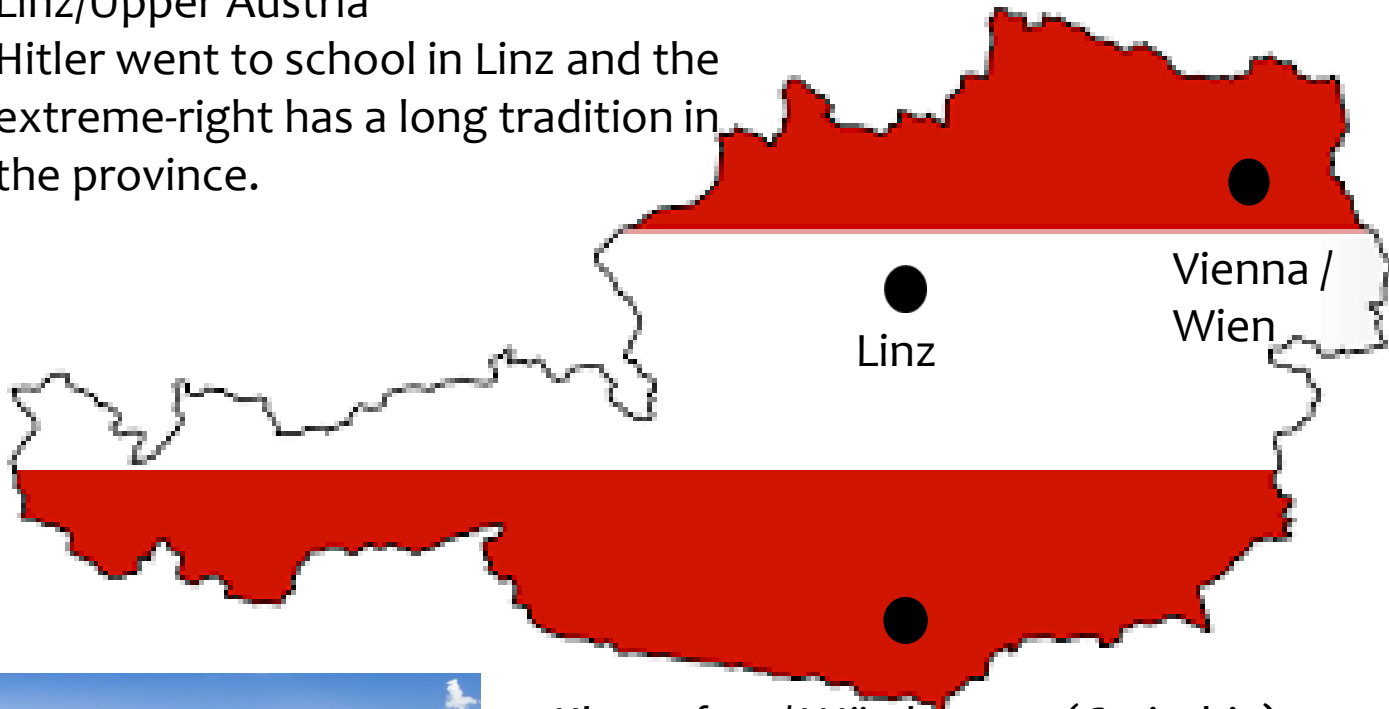 Linz/Upper Austria
Hitler went to school in Linz and the
extreme-right has a long tradition in
the province.
Vienna /
Wien
Linz